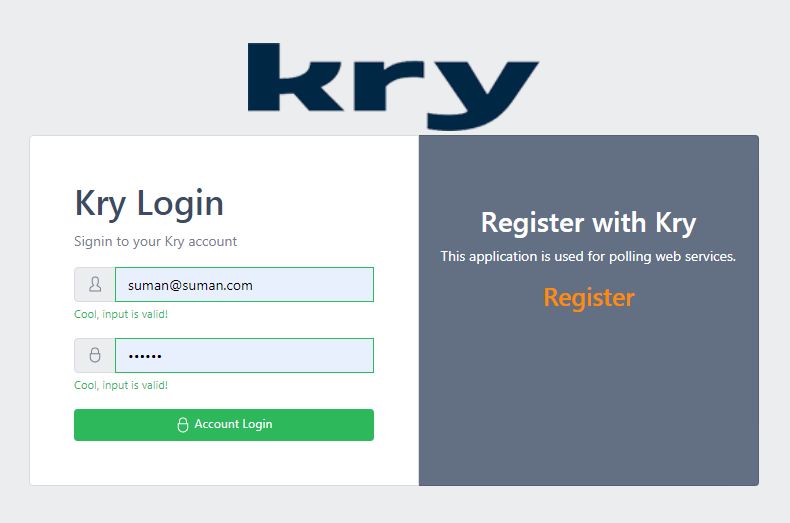 kry
Kry Login
Signin to your Kry account
suman@suman.com
Cool, input is valid!
••••••
Cool, input is valid!
Account Login
Register with Kry
This application is used for polling web services.
Register